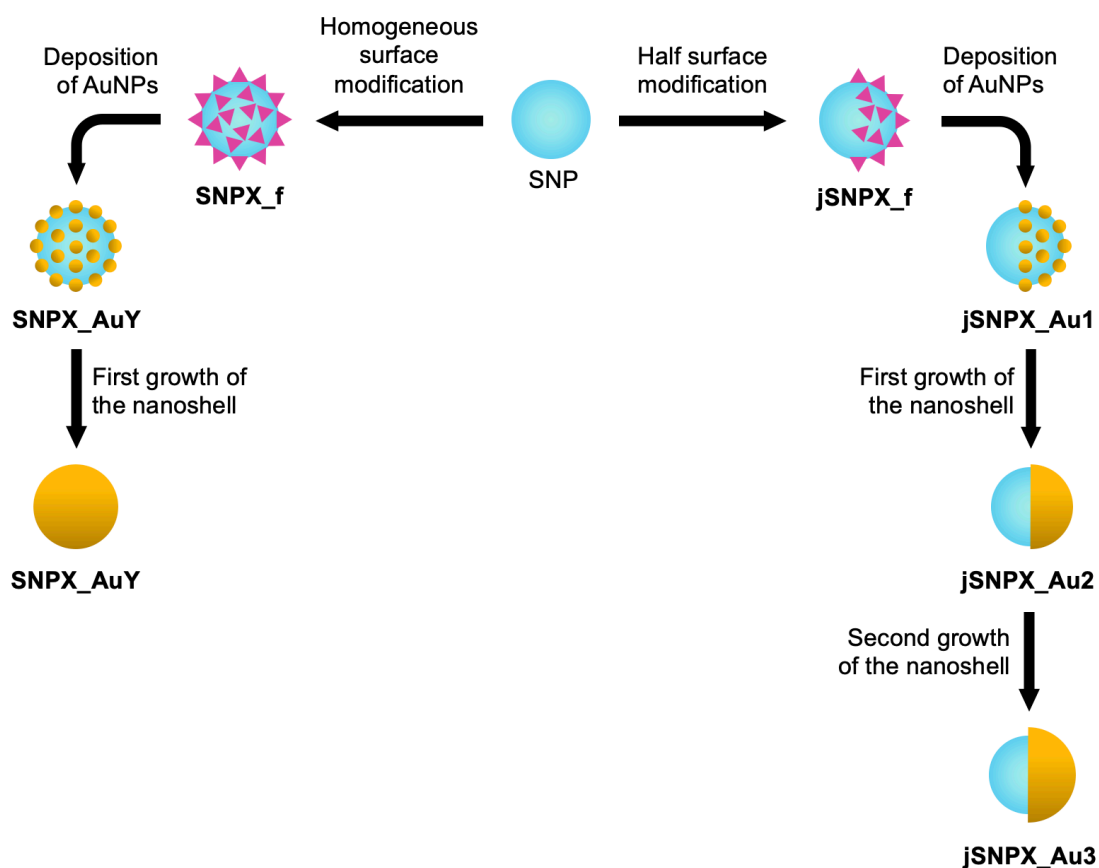 Homogeneous
surface
modification
Half surface
modification
Deposition
of AuNPs
Deposition
of AuNPs
SNP
SNPX_f
jSNPX_f
SNPX_AuY
jSNPX_Au1
First growth of
the nanoshell
First growth of
the nanoshell
SNPX_AuY
jSNPX_Au2
Second growth
of the nanoshell
jSNPX_Au3